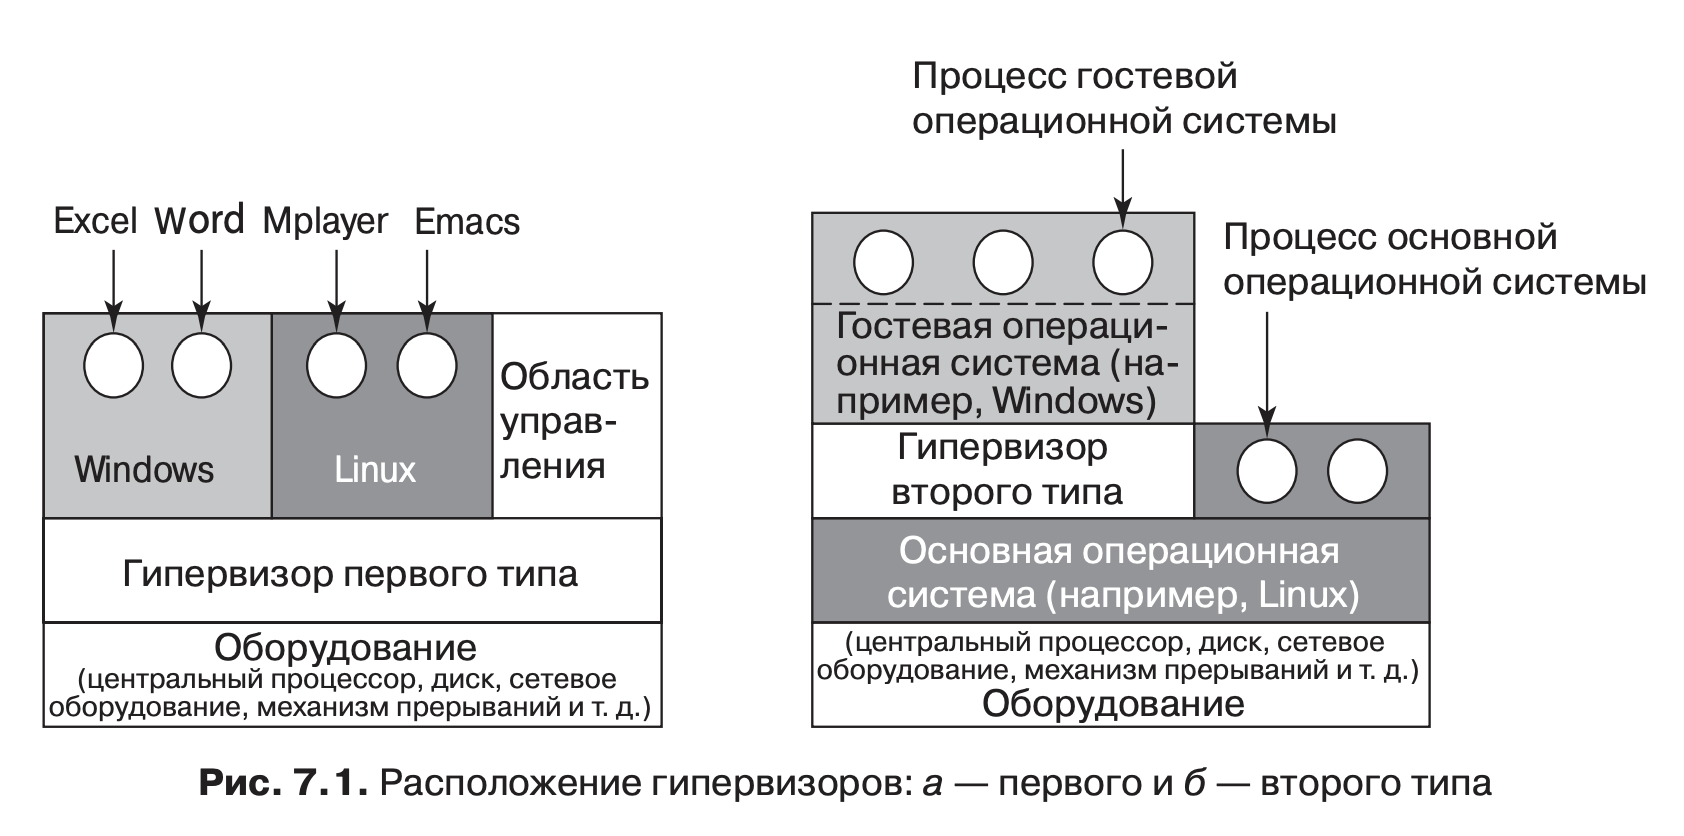 Excel Word Mplayer Emacs
Windows
Linux
Область
управ-
ления
Гипервизор первого типа
Оборудование
(центральный процессор, диск, сетевое
оборудование, механизм прерываний и т. д.)
Процесс гостевой
операционной системы
Процесс основной
операционной системы
Гостевая операци-
онная система (на-
пример, Windows)
Гипервизор
второго типа
Основная операционная
система (например, Linux)
(центральный процессор, диск, сетевое
оборудование, механизм прерываний и т. д.)
Оборудование
Рис. 7.1. Расположение гипервизоров: а — первого и б — второго типа